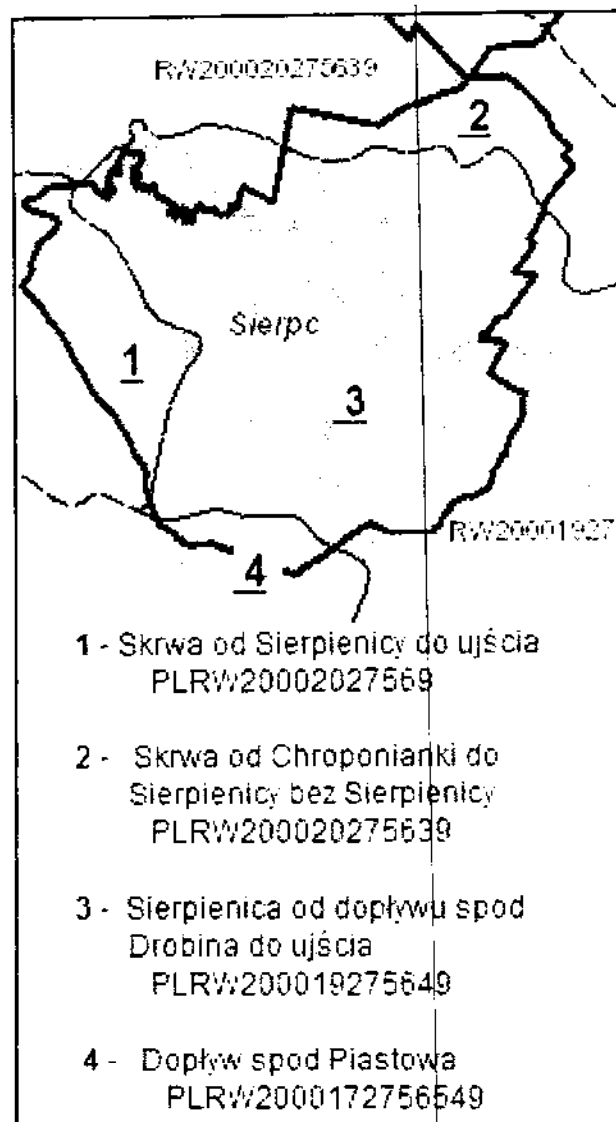 RW200020275639
2
Sierpc
1
3
RW20001927
4
1 - Skrwa od Sierpienicy do ujścia
PLRW20002027569
2 - Skrwa od Chroponianki do
Sierpienicy bez Sierpienicy
PLRW200020275639
3 - Sierpienica od dopływu spod
Drobina do ujścia
PLRW200019275649
4 - Dopływ spod Piastowa
PLRW2000172756549